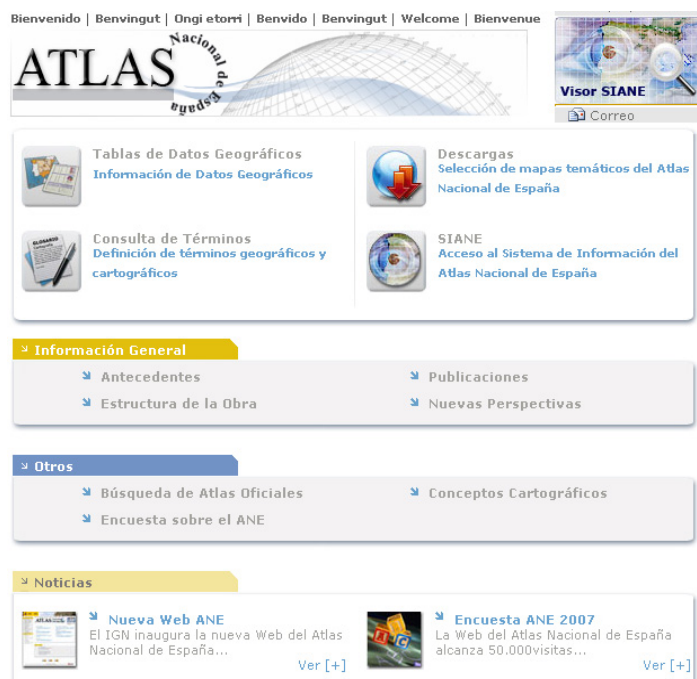 Bienvenido | Benvingut | Ongi etorri | Benvido | Benvingut | Welcome | Bienvenue
ATLAS
Nacional de España
Visor SIANE
Correo
Tablas de Datos Geográficos
Información de Datos Geográficos
Descargas
Selección de mapas temáticos del Atlas
Nacional de España
Consulta de Términos
Definición de términos geográficos y
cartográficos
SIANE
Acceso al Sistema de Información del
Atlas Nacional de España
Información General
Antecedentes
Publicaciones
Estructura de la Obra
Nuevas Perspectivas
Otros
Búsqueda de Atlas Oficiales
Conceptos Cartográficos
Encuesta sobre el ANE
Noticias
Nueva Web ANE
El IGN inaugura la nueva Web del Atlas
Nacional de España...
Ver [+]
Encuesta ANE 2007
La Web del Atlas Nacional de España
alcanza 50.000visitas...
Ver [+]